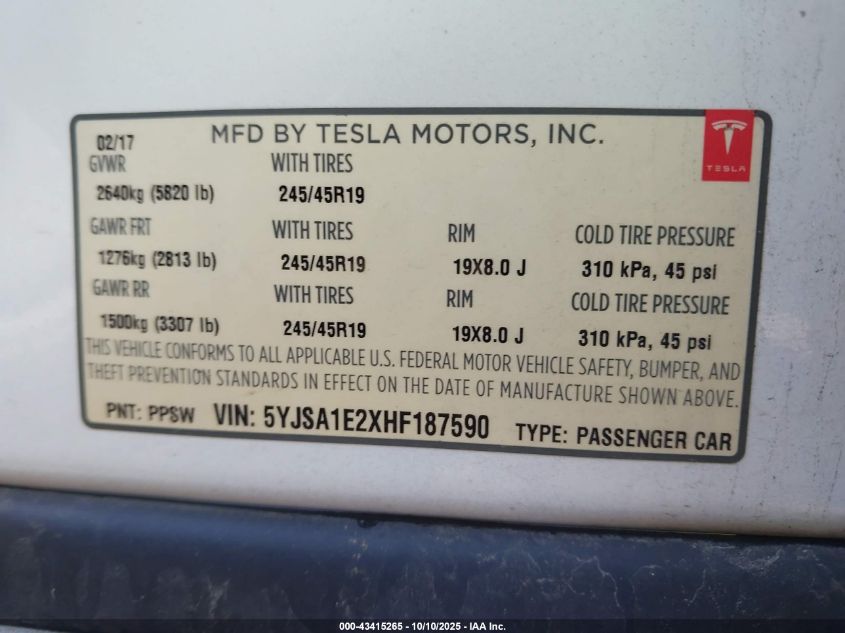 02/17 MFD BY TESLA MOTORS, INC.
TESLA
GVWR WITH TIRES
2640kg (5820 lb) 245/45R19
GAWR FRT WITH TIRES RIM COLD TIRE PRESSURE
1276kg (2813 lb) 245/45R19 19X8.0 J 310 kPa, 45 psi
GAWR RR WITH TIRES RIM COLD TIRE PRESSURE
1500kg (3307 lb) 245/45R19 19X8.0 J 310 kPa, 45 psi
THIS VEHICLE CONFORMS TO ALL APPLICABLE U.S. FEDERAL MOTOR VEHICLE SAFETY, BUMPER, AND
THEFT PREVENTION STANDARDS IN EFFECT ON THE DATE OF MANUFACTURE SHOWN ABOVE.
PNT: PPSW VIN: 5YJSA1E2XHF187590 TYPE: PASSENGER CAR
000-43415265 - 10/10/2025 - IAA Inc.